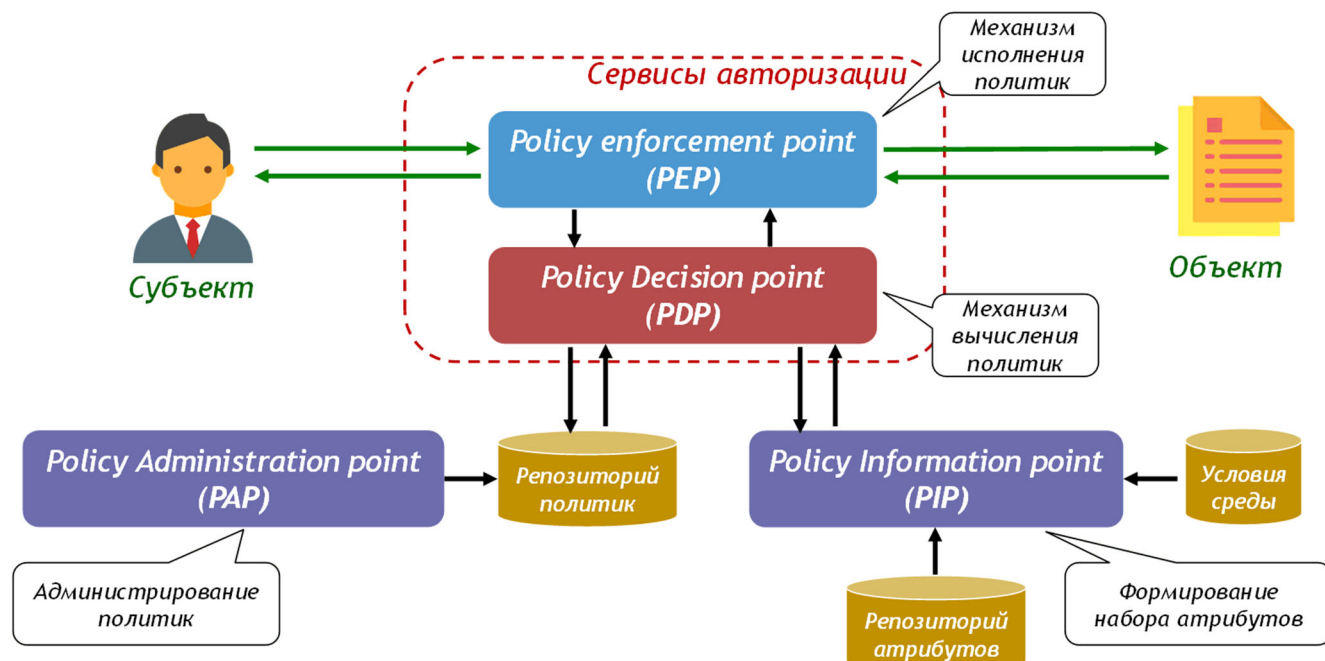 Механизм
исполнения
политик
Сервисы авторизации
Policy enforcement point
(PEP)
Субъект
Объект
Policy Decision point
(PDP)
Механизм
вычисления
политик
Policy Administration point
(PAP)
Репозиторий
политик
Policy Information point
(PIP)
Условия
среды
Администрирование
политик
Репозиторий
атрибутов
Формирование
набора атрибутов